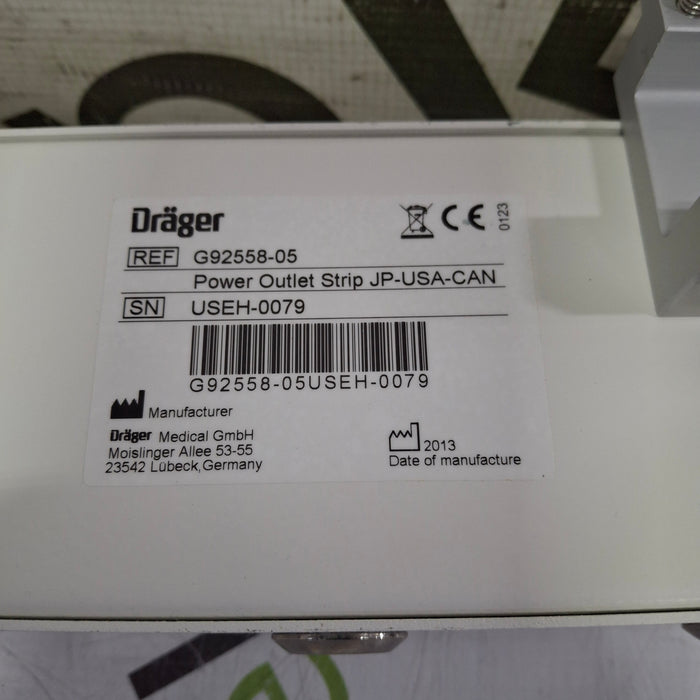 Dräger
CE 0123
REF G92558-05
Power Outlet Strip JP-USA-CAN
SN USEH-0079
G92558-05USEH-0079
Manufacturer
Dräger Medical GmbH
Moislinger Allee 53-55
23542 Lübeck,Germany
2013
Date of manufacture